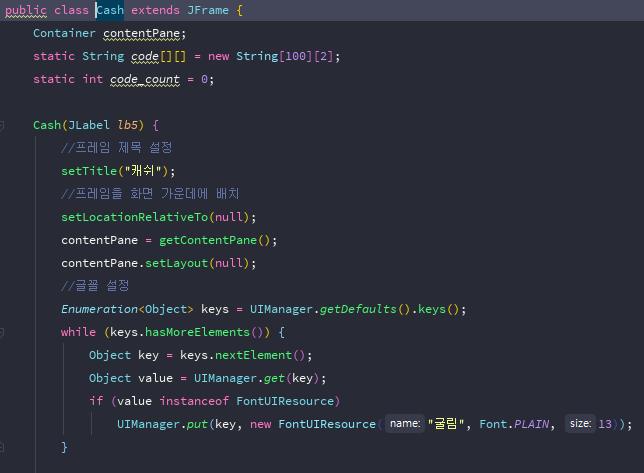 public class Cash extends JFrame {
Container contentPane;
static String code[][] = new String[100][2];
static int code_count = 0;
Cash(JLabel lb5) {
//프레임 제목 설정
setTitle("캐쉬");
//프레임을 화면 가운데에 배치
setLocationRelativeTo(null);
contentPane = getContentPane();
contentPane.setLayout(null);
//글꼴 설정
Enumeration<Object> keys = UIManager.getDefaults().keys();
while (keys.hasMoreElements()) {
Object key = keys.nextElement();
Object value = UIManager.get(key);
if (value instanceof FontUIResource)
UIManager.put(key, new FontUIResource( name: "굴림", Font.PLAIN, size: 13));
}